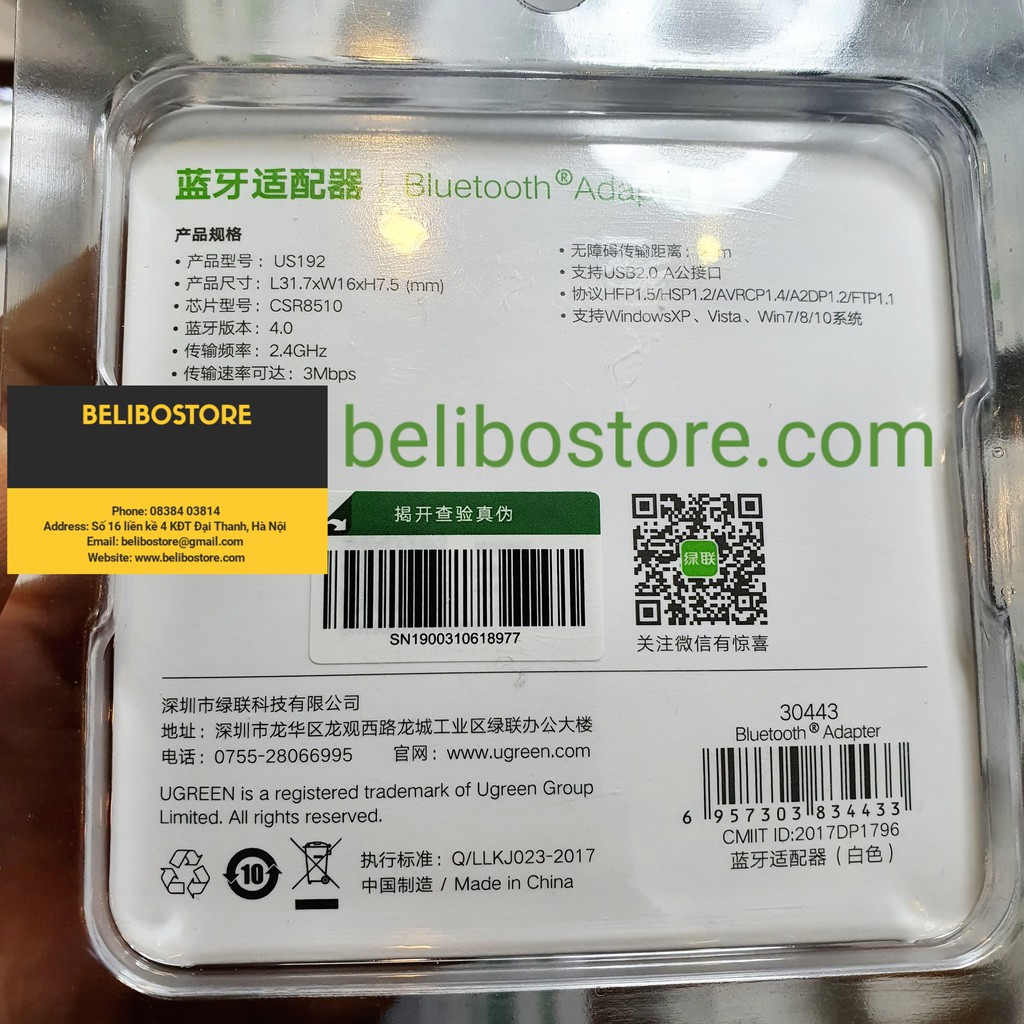 蓝牙适配器 Bluetooth®
产品规格
• 产品型号：US192
• 产品尺寸：L31.7xW16xH7.5 (mm)
• 芯片型号：CSR8510
• 蓝牙版本：4.0
• 传输频率：2.4GHz
• 传输速率可达：3Mbps
• 无障碍传输距离：
• 支持USB2.0 A公接口
• 协议HFP1.5/HSP1.2/AVRCP1.4/A2DP1.2/FTP1.1
• 支持WindowsXP、Vista、Win7/8/10系统
BELIBOSTORE
Phone: 08384 03814
Address: Số 16 liền kề 4 KĐT Đại Thanh, Hà Nội
Email: belibostore@gmail.com
Website: www.belibostore.com
belibostore.com
揭开查验真伪
SN1900310618977
绿联
关注微信有惊喜
深圳市绿联科技有限公司
地址：深圳市龙华区龙观西路龙城工业区绿联办公大楼
电话：0755-28066995 官网：www.ugreen.com
UGREEN is a registered trademark of Ugreen Group
Limited. All rights reserved.
10
执行标准：Q/LLKJ023-2017
中国制造 / Made in China
30443
Bluetooth® Adapter
6 957303 834433
CMIIT ID:2017DP1796
蓝牙适配器（白色）